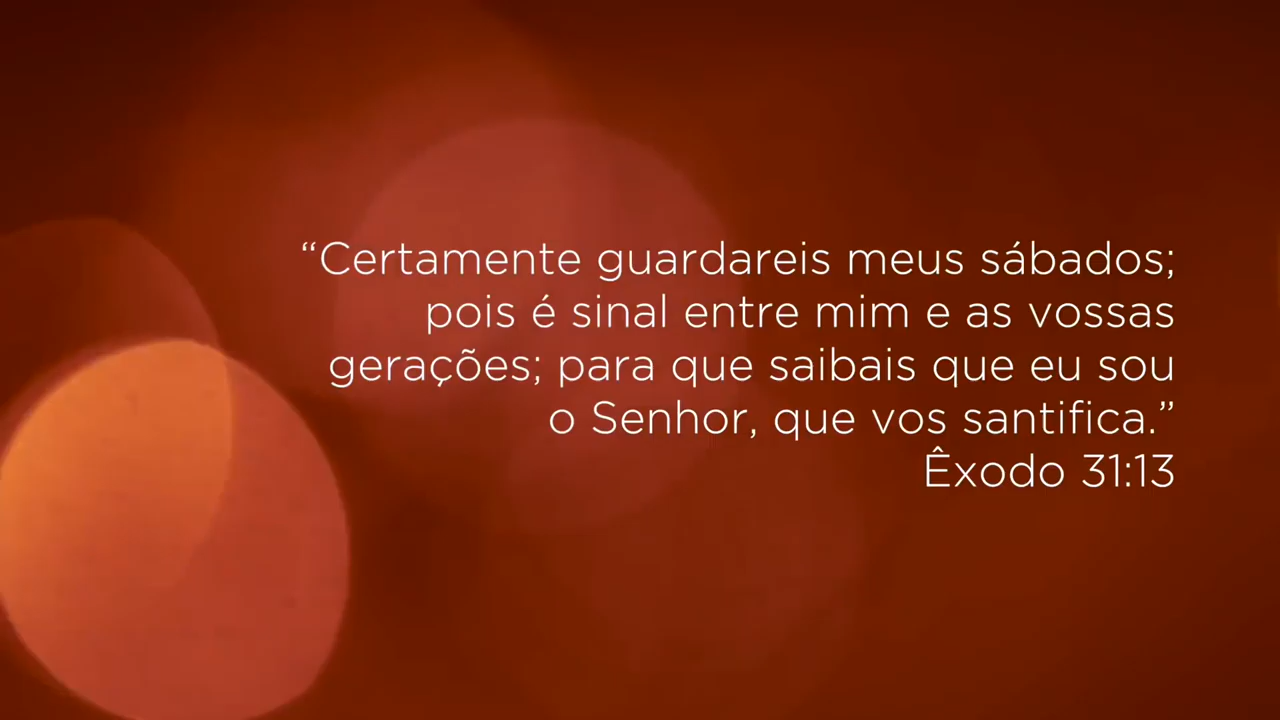 “Certamente guardareis meus sábados;
pois é sinal entre mim e as vossas
gerações; para que saibais que eu sou
o Senhor, que vos santifica.”
Êxodo 31:13